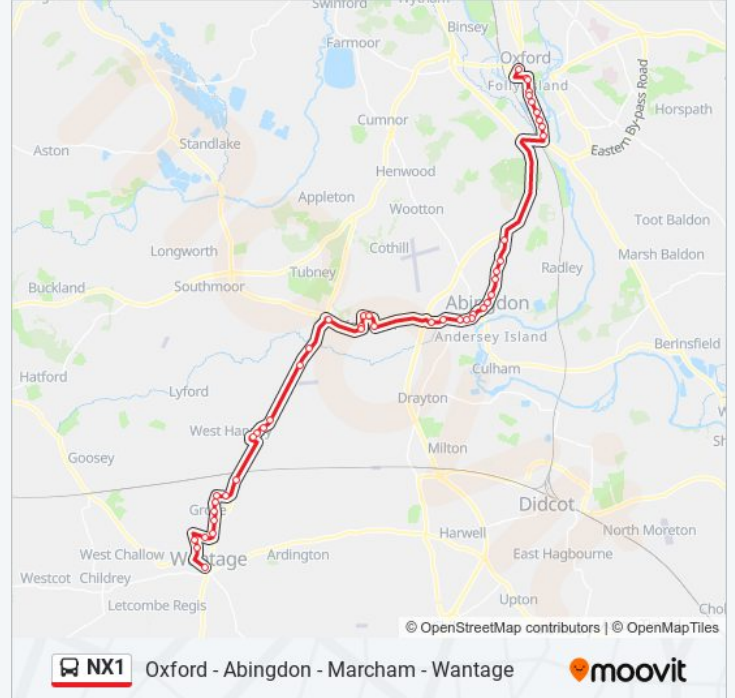 Swinford
Wytham
Binsey
Farmoor
Oxford
Folly Island
Eastern By-pass Road
Horspath
Cumnor
Standlake
Aston
Henwood
Appleton
Wootton
Toot Baldon
Cothill
Longworth
Marsh Baldon
Radley
Tubney
Buckland
Southmoor
Abingdon
Andersey Island
Berinsfield
Culham
Hatford
Lyford
Drayton
West Han
Milton
Goosey
Didcot
Grove
North Moreton
Harwell
West Challow
Wantage
Ardington
East Hagbourne
Westcot
Childrey
Letcombe Regis
Upton
Chol
© OpenStreetMap contributors | © OpenMapTiles
NX1 Oxford - Abingdon - Marcham - Wantage
moovit